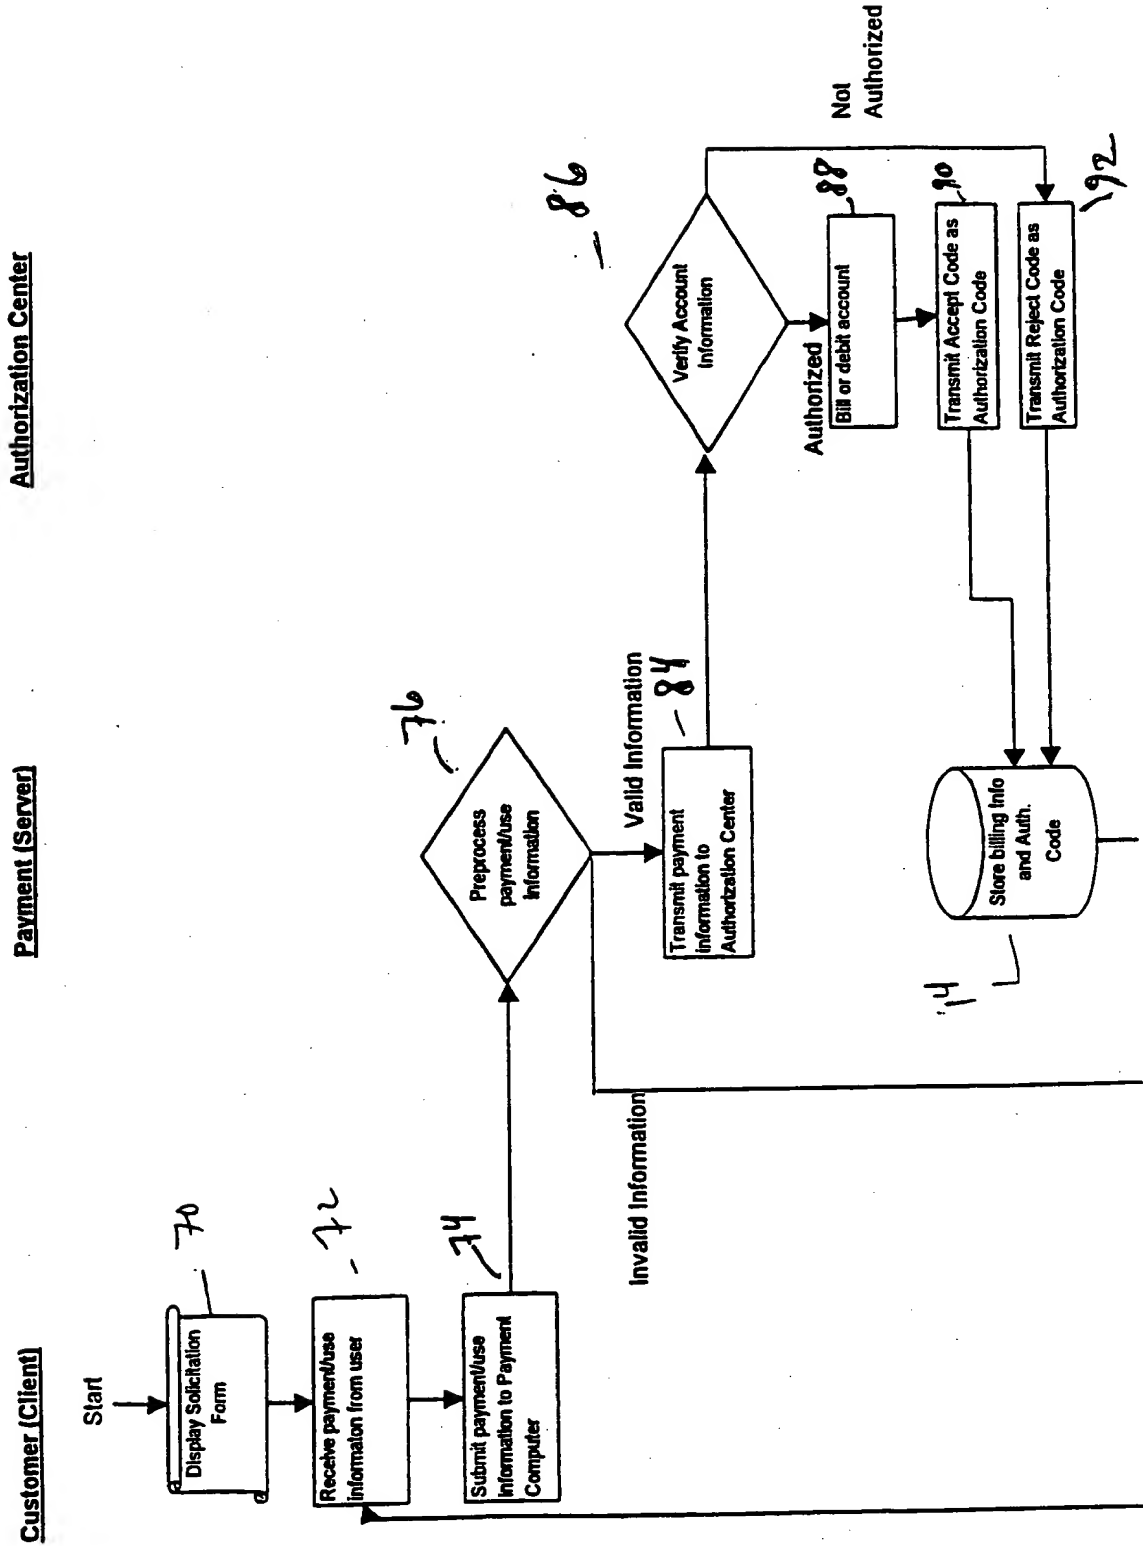 Customer (Client)
Payment (Server)
Authorization Center
Start
Display Solicitation
Form
70
Receive payment/use
informaton from user
72
Submit payment/use
Information to Payment
Computer
74
Preprocess
payment/use
Information
76
Invalid Information
Valid Information
Transmit payment
information to
Authorization Center
84
Verify Account
Information
86
Authorized
Not
Authorized
Bill or debit account
88
Transmit Accept Code as
Authorization Code
90
Transmit Reject Code as
Authorization Code
92
Store billing Info
and Auth.
Code
14